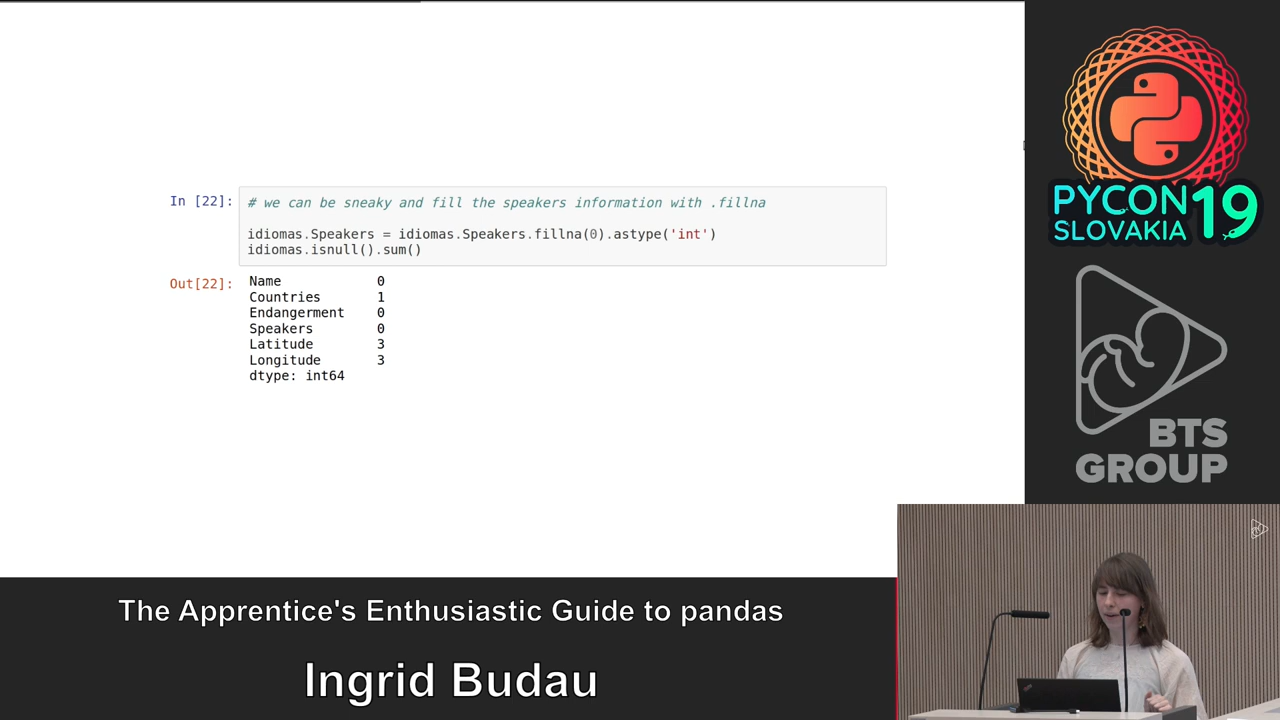 In [22]:
# we can be sneaky and fill the speakers information with .fillna
idiomas.Speakers = idiomas.Speakers.fillna(0).astype('int')
idiomas.isnull().sum()
Out[22]:
Name 0
Countries 1
Endangerment 0
Speakers 0
Latitude 3
Longitude 3
dtype: int64
PYCON 19
SLOVAKIA
BTS
GROUP
The Apprentice's Enthusiastic Guide to pandas
Ingrid Budau